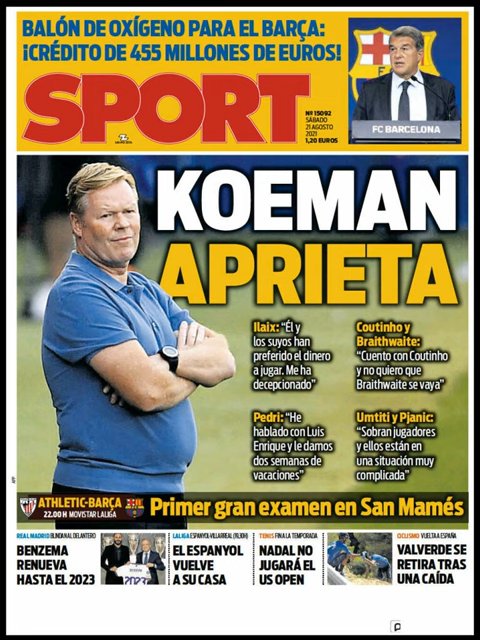 BALÓN DE OXÍGENO PARA EL BARÇA:
¡CRÉDITO DE 455 MILLONES DE EUROS!
SPORT
Nº 15092
SÁBADO
21 AGOSTO
2021
1,20 EUROS
FC BARCELONA
KOEMAN
APRIETA
Ilaix: “Él y
los suyos han
preferido el dinero
a jugar. Me ha
decepcionado”
Coutinho y
Braithwaite:
“Cuento con Coutinho
y no quiero que
Braithwaite se vaya”
Pedri: “He
hablado con Luis
Enrique y le damos
dos semanas de
vacaciones”
Umtiti y Pjanic:
“Sobran jugadores
y ellos están en
una situación muy
complicada”
ATHLETIC-BARÇA
22.00 H MOVISTAR LALIGA
Primer gran examen en San Mamés
REAL MADRID BLINDAN AL DELANTERO
BENZEMA
RENUEVA
HASTA EL 2023
2023
LALIGA ESPANYOL-VILLARREAL (19.30H)
EL ESPANYOL
VUELVE
A SU CASA
TENIS FIN A LA TEMPORADA
NADAL NO
JUGARÁ EL
US OPEN
CICLISMO VUELTA A ESPAÑA
VALVERDE SE
RETIRA TRAS
UNA CAÍDA